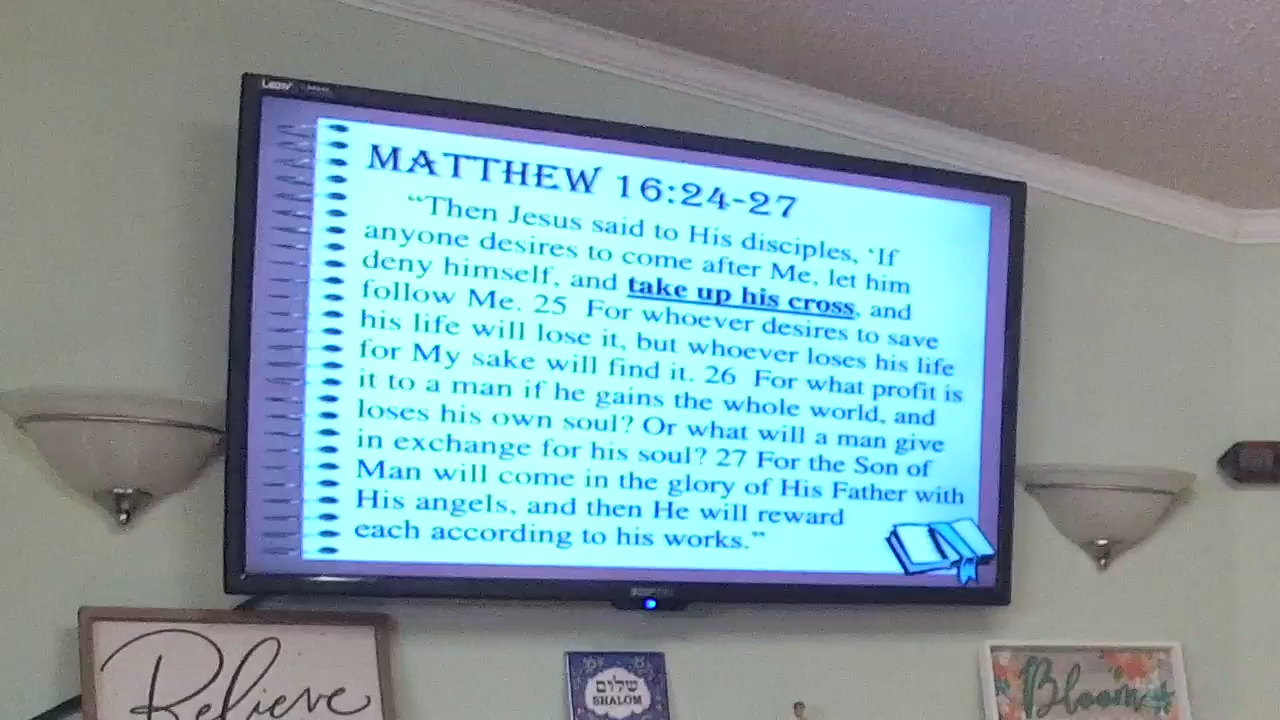 MATTHEW 16:24-27
“Then Jesus said to His disciples, ‘If
anyone desires to come after Me, let him
deny himself, and take up his cross, and
follow Me. 25 For whoever desires to save
his life will lose it, but whoever loses his life
for My sake will find it. 26 For what profit is
it to a man if he gains the whole world, and
loses his own soul? Or what will a man give
in exchange for his soul? 27 For the Son of
Man will come in the glory of His Father with
His angels, and then He will reward
each according to his works.”
Believe
שלום
SHALOM
Bloom